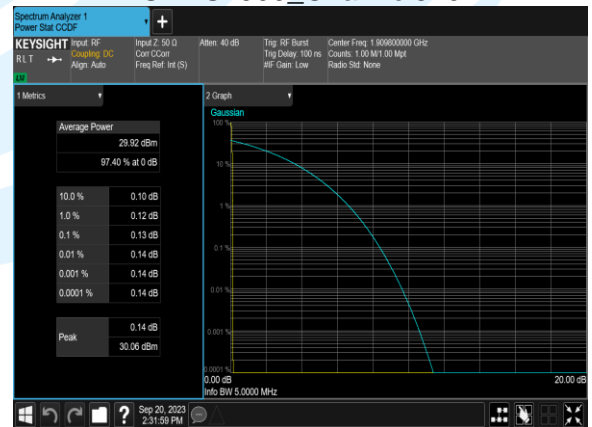 Spectrum Analyzer 1
Power Stat CCDF
+
KEYSIGHT
RLT
LXI
Input: RF
Coupling: DC
Align: Auto
Input Z: 50 Ω
Corr CCorr
Freq Ref: Int (S)
Atten: 40 dB
Trig: RF Burst
Trig Delay: 100 ns
#IF Gain: Low
Center Freq: 1.909800000 GHz
Counts: 1.00 M/1.00 Mpt
Radio Std: None
1 Metrics
Average Power
29.92 dBm
97.40 % at 0 dB
10.0 % 0.10 dB
1.0 % 0.12 dB
0.1 % 0.13 dB
0.01 % 0.14 dB
0.001 % 0.14 dB
0.0001 % 0.14 dB
Peak
0.14 dB
30.06 dBm
2 Graph
Gaussian
100 %
10 %
1 %
0.1 %
0.01 %
0.001 %
0.0001 %
0.00 dB
20.00 dB
Info BW 5.0000 MHz
?
Sep 20, 2023
2:31:59 PM